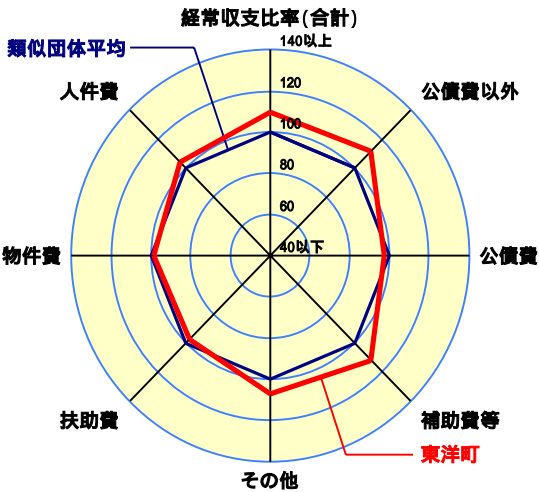 経常収支比率(合計)
類似団体平均
140以上
120
人件費
公債費以外
100
80
60
40以下
物件費
公債費
扶助費
補助費等
東洋町
その他